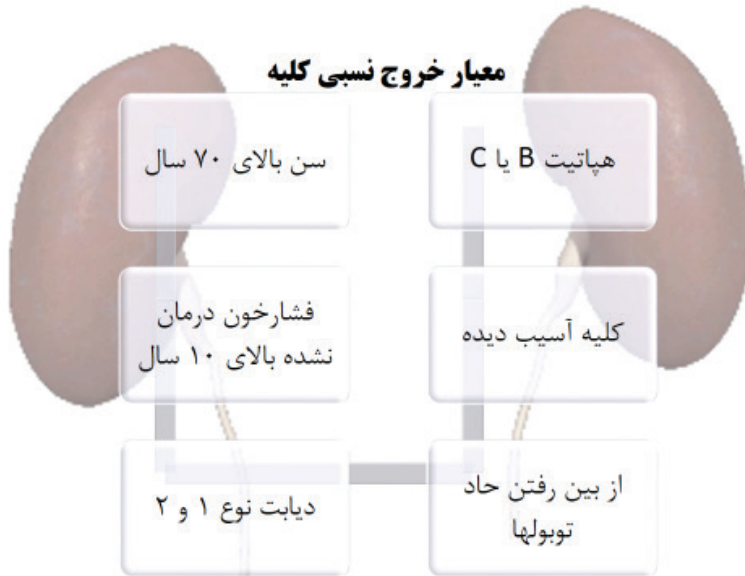 معیار خروج نسبی کلیه
هپاتیت B یا C
سن بالای ۷۰ سال
کلیه آسیب دیده
فشارخون درمان
نشده بالای ۱۰ سال
از بین رفتن حاد
توبولها
دیابت نوع ۱ و ۲